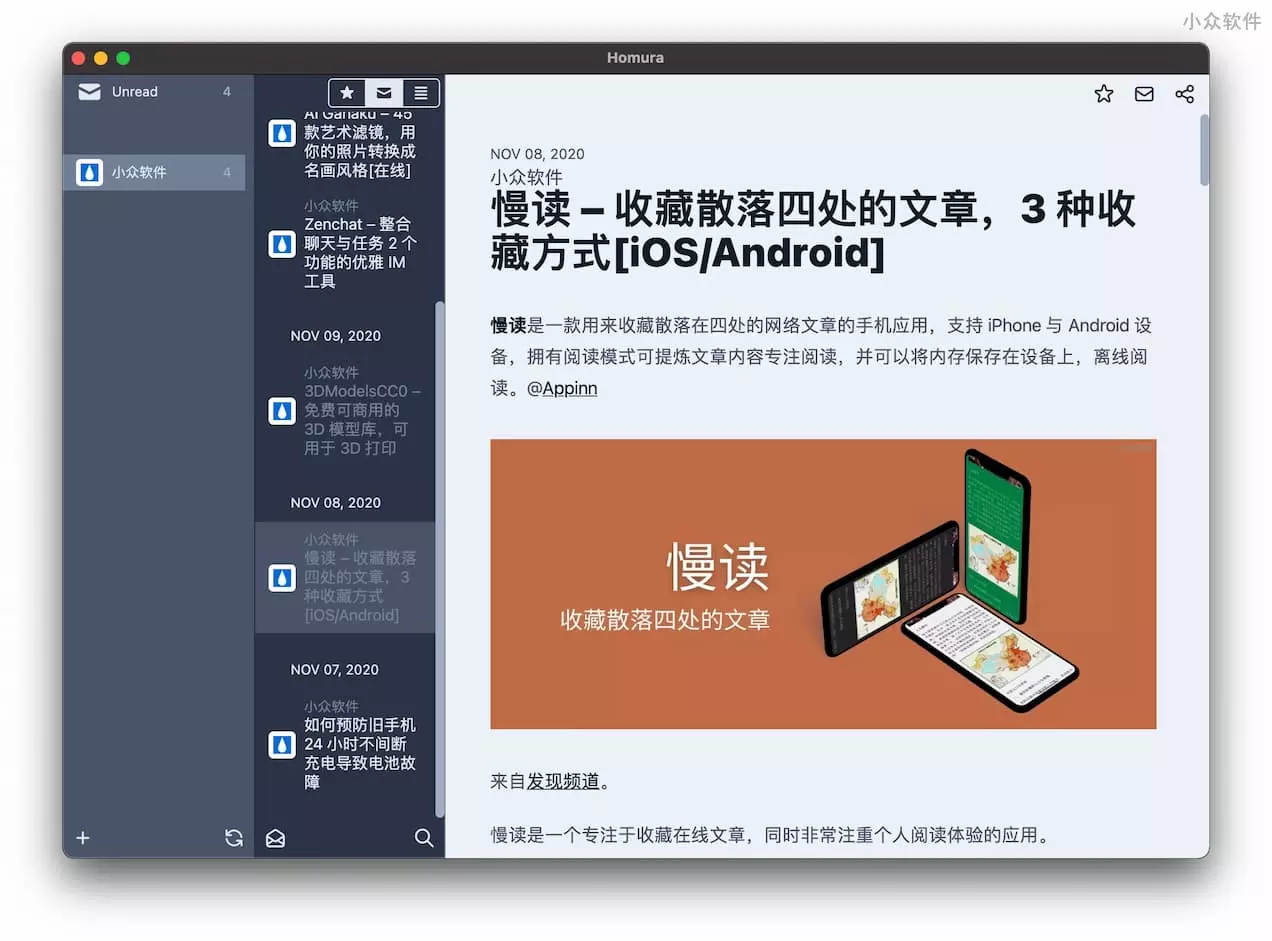 小众软件
Homura
Unread 4
小众软件 4
AI Gahaku – 45
款艺术滤镜，用
你的照片转换成
名画风格[在线]
小众软件
Zenchat – 整合
聊天与任务 2 个
功能的优雅 IM
工具
NOV 09, 2020
小众软件
3DModelsCC0 –
免费可商用的
3D 模型库，可
用于 3D 打印
NOV 08, 2020
小众软件
慢读 – 收藏散落
四处的文章，3
种收藏方式
[iOS/Android]
NOV 07, 2020
小众软件
如何预防旧手机
24 小时不间断
充电导致电池故
障
NOV 08, 2020
小众软件
慢读 – 收藏散落四处的文章，3 种收
藏方式[iOS/Android]
慢读是一款用来收藏散落在四处的网络文章的手机应用，支持 iPhone 与 Android 设
备，拥有阅读模式可提炼文章内容专注阅读，并可以将内存保存在设备上，离线阅
读。@Appinn
慢读
收藏散落四处的文章
来自发现频道。
慢读是一个专注于收藏在线文章，同时非常注重个人阅读体验的应用。